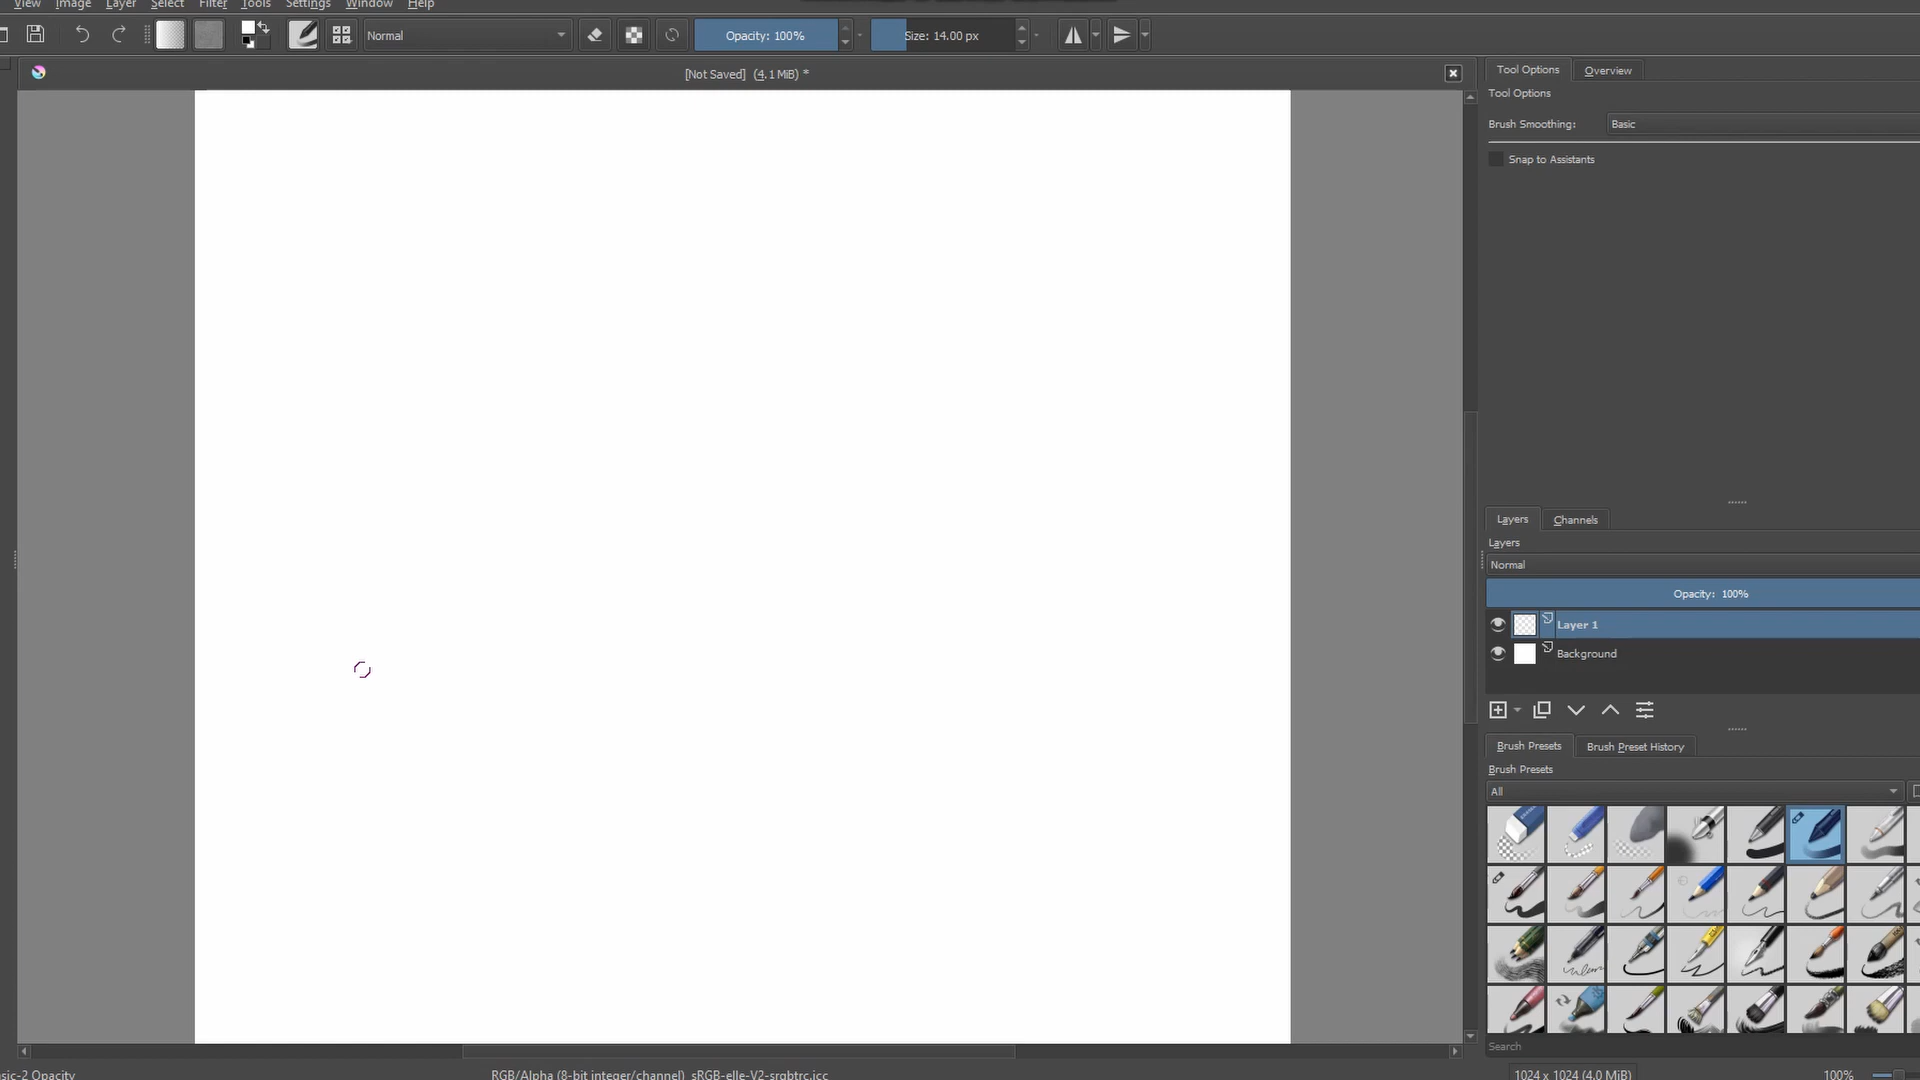 View Image Layer Select Filter Tools Settings Window Help
Normal Opacity: 100% Size: 14.00 px
[Not Saved] (4.1 MiB) *
Tool Options Overview
Tool Options
Brush Smoothing: Basic
Snap to Assistants
Layers Channels
Layers
Normal
Opacity: 100%
Layer 1
Background
Brush Presets Brush Preset History
Brush Presets
All
Search
sic-2 Opacity RGB/Alpha (8-bit integer/channel) sRGB-elle-V2-srgbtrc.icc 1024 x 1024 (4.0 MiB) 100%